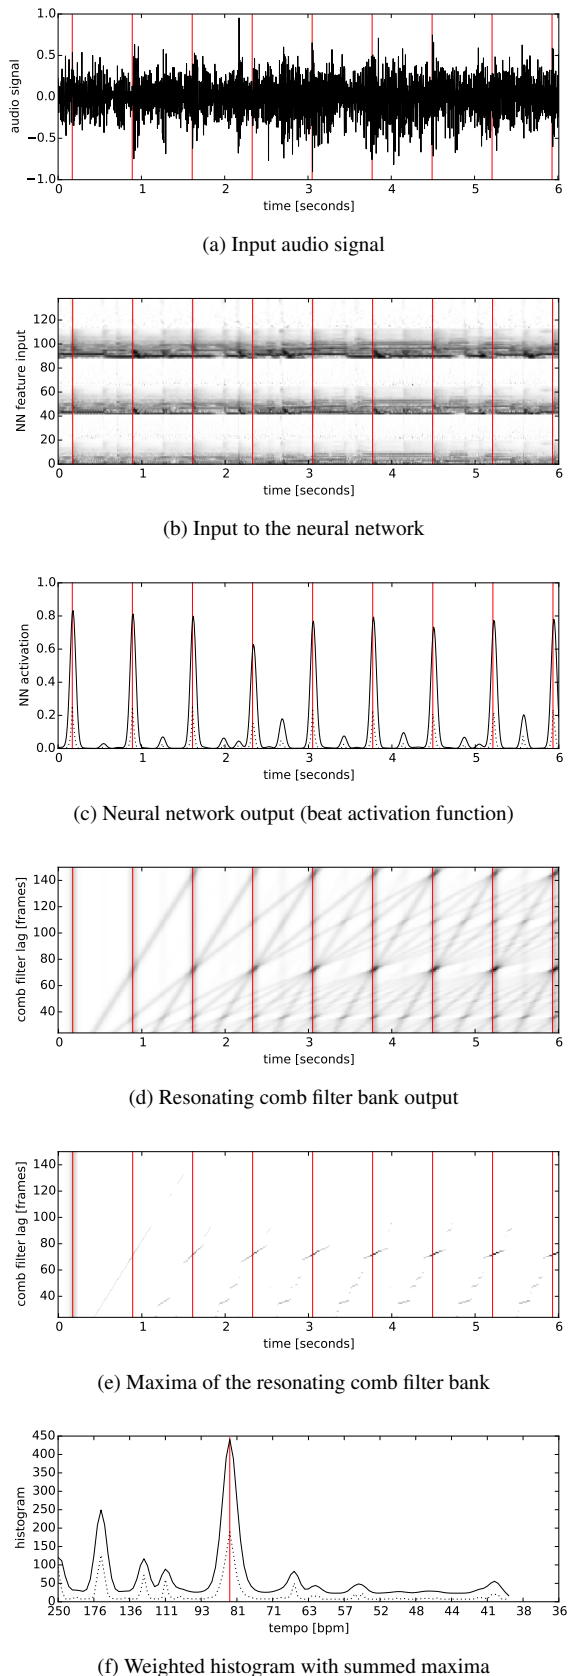 1.0
0.5
0.0
−0.5
−1.0
audio signal
0 1 2 3 4 5 6
time [seconds]
(a) Input audio signal
120
100
80
60
40
20
0
NN feature input
0 1 2 3 4 5 6
time [seconds]
(b) Input to the neural network
1.0
0.8
0.6
0.4
0.2
0.0
NN activation
0 1 2 3 4 5 6
time [seconds]
(c) Neural network output (beat activation function)
140
120
100
80
60
40
comb filter lag [frames]
0 1 2 3 4 5 6
time [seconds]
(d) Resonating comb filter bank output
140
120
100
80
60
40
comb filter lag [frames]
0 1 2 3 4 5 6
time [seconds]
(e) Maxima of the resonating comb filter bank
450
400
350
300
250
200
150
100
50
0
histogram
250 176 136 111 93 81 71 63 57 52 48 44 41 38 36
tempo [bpm]
(f) Weighted histogram with summed maxima